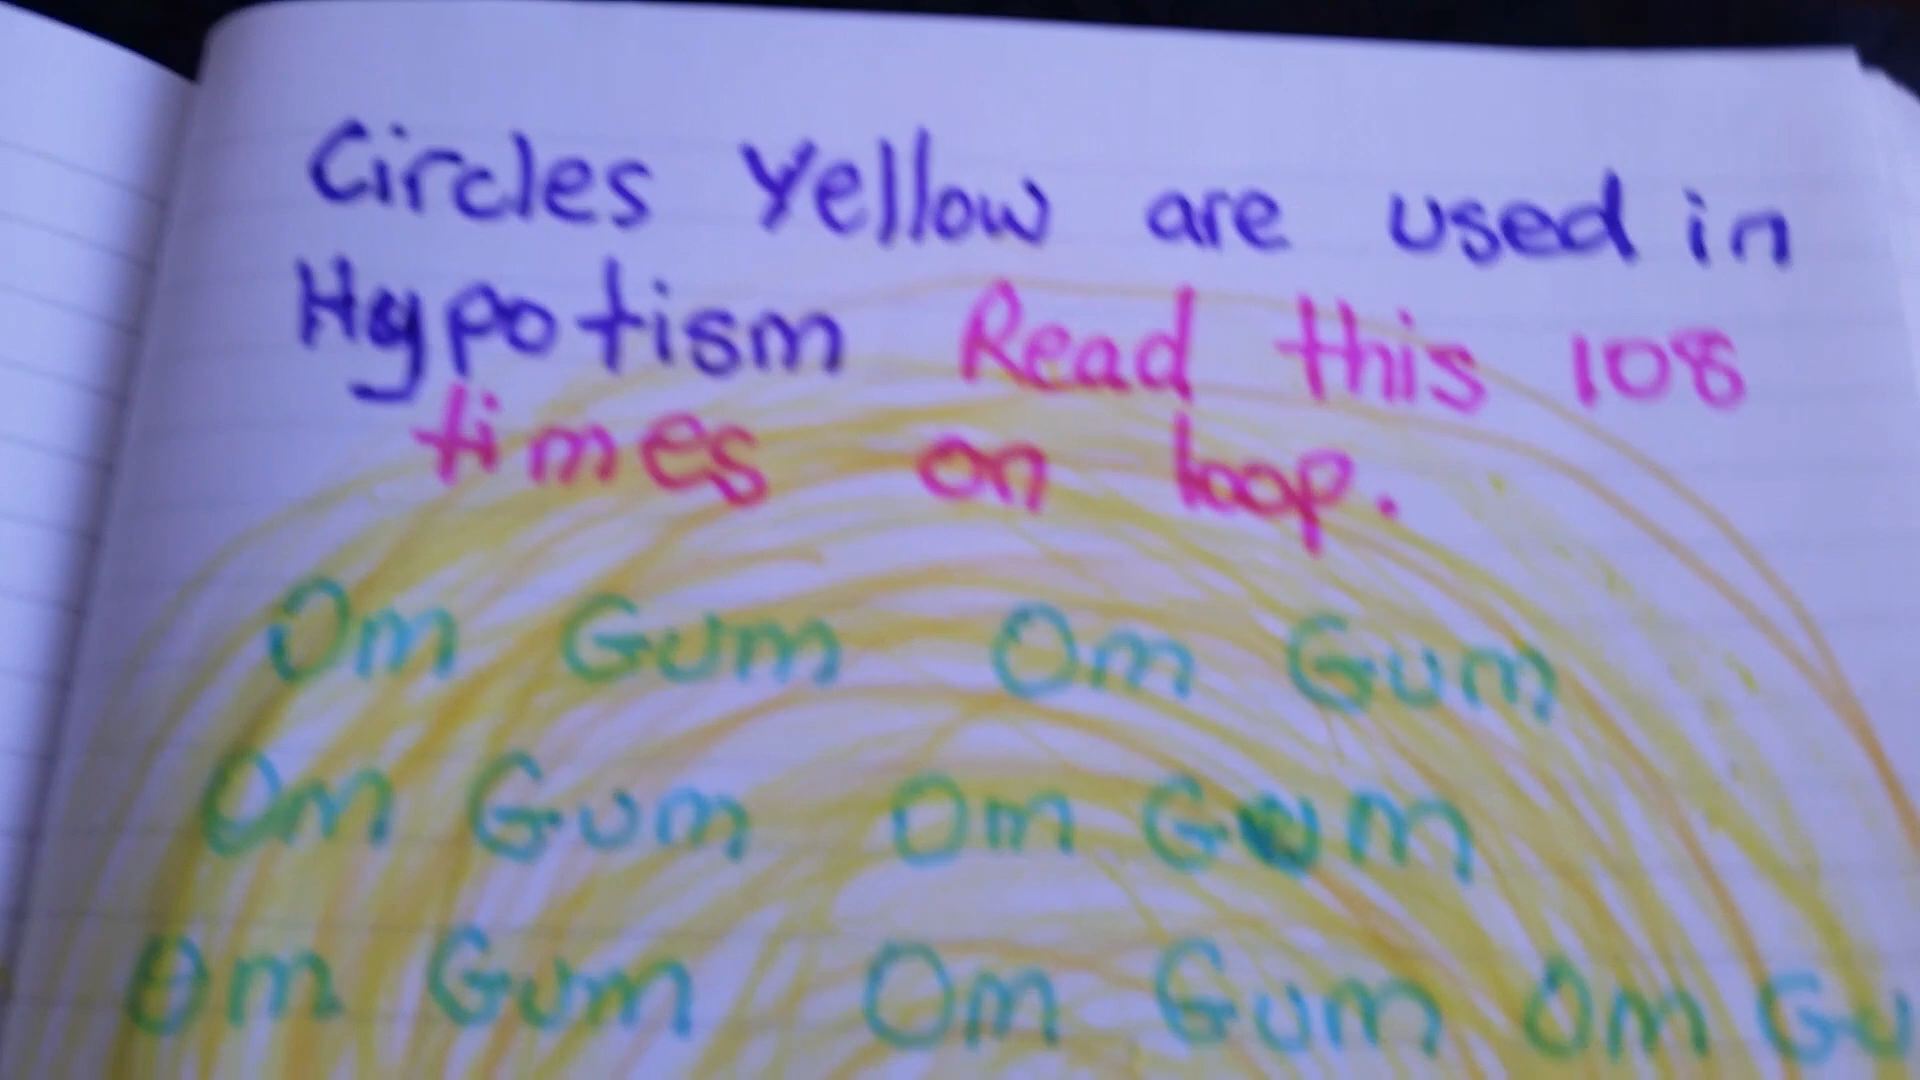 Circles Yellow are used in
Hypotism Read this 108
times on loop.
Om Gum Om Gum
Om Gum Om Gum
Om Gum Om Gum Om Gu